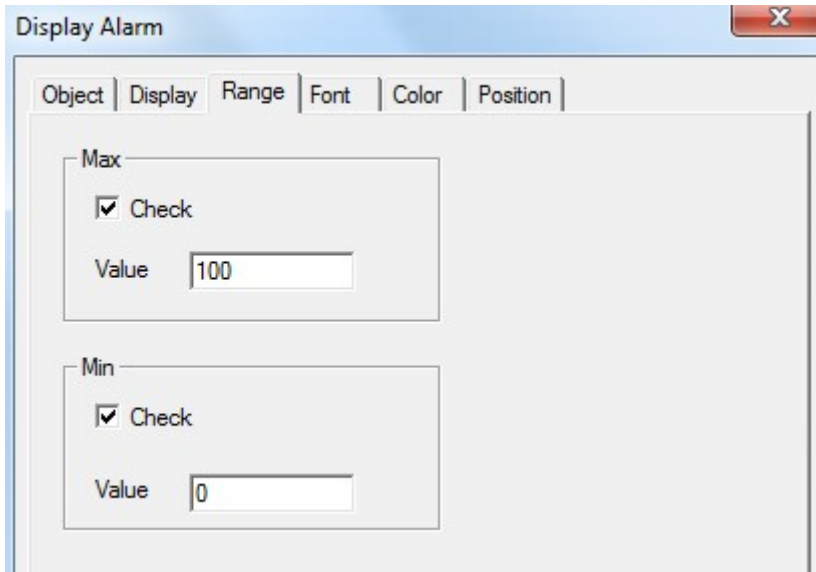 Display Alarm
Object Display Range Font Color Position
Max
Check
Value 100
Min
Check
Value 0